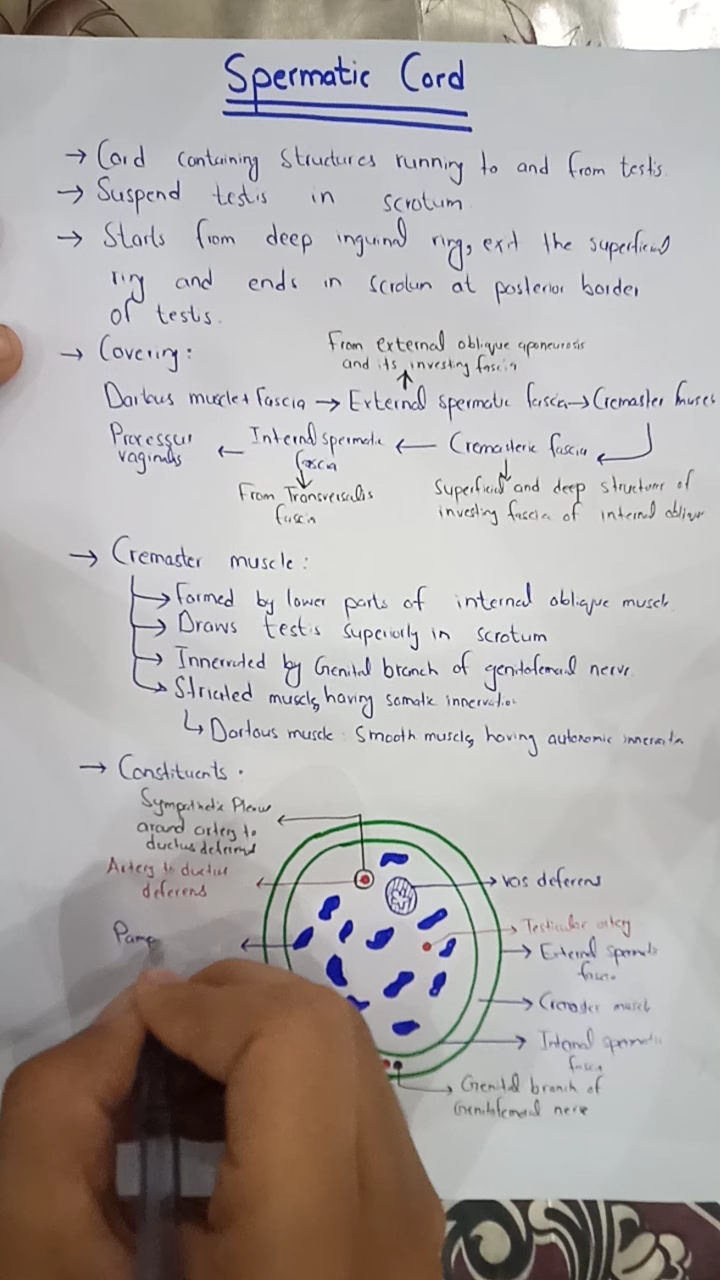 Spermatic Cord
→ Cord containing structures running to and from testis
→ Suspend testis in scrotum
→ Starts from deep inguinal ring, exit the superficial
ring and ends in scrotum at posterior border
of testis.
→ Covering:
From external oblique aponeurosis
and its investing fascia
Dartous muscle + Fascia → External spermatic fascia → Cremaster muscs
Processur vaginalis ← Internal spermatic fascia ← Cremasteric fascia
From Transversalis fascia
Superficial and deep structure of
investing fascia of internal oblique
→ Cremaster muscle:
→ Formed by lower parts of internal oblique muscle
→ Draws testis superiorly in scrotum
→ Innervated by Genital branch of genitofemoral nerve
→ Striated muscle, having somatic innervation
↳ Dartous muscle: Smooth muscle, having autonomic innervatn
→ Constituents.
Sympathetic Plexus
around artery to
ductus deferens
Artery to ductus
deferens
Pamp
vas deferens
Testicular artery
External spermatic
fascia
Cremaster muscle
Internal spermatic
fascia
Genital branch of
Genitofemoral nerve